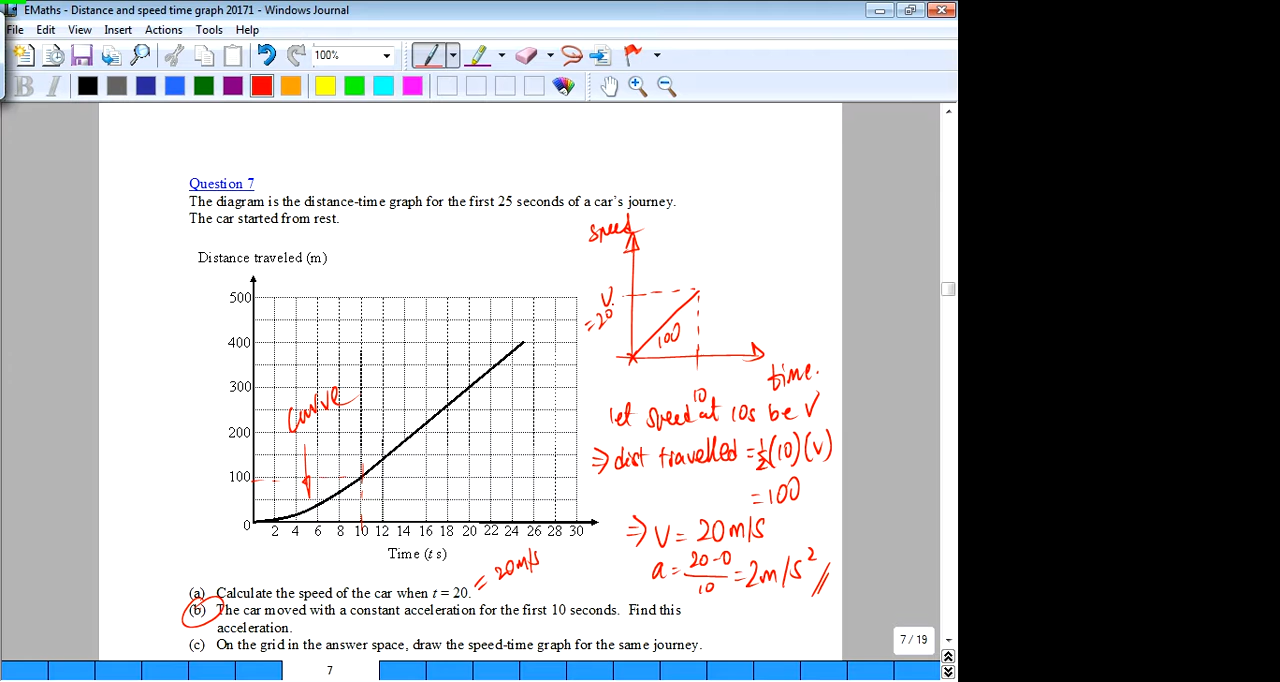 EMaths - Distance and speed time graph 20171 - Windows Journal
File Edit View Insert Actions Tools Help
100%
B I
Question 7
The diagram is the distance-time graph for the first 25 seconds of a car's journey.
The car started from rest.
Distance traveled (m)
500
400
300
200
100
0
2 4 6 8 10 12 14 16 18 20 22 24 26 28 30
Time (t s)
curve
speed
V
=20
100
10
time.
let speed at 10s be V
⇒ dist travelled = 1/2(10)(V)
= 100
⇒ V = 20 m/s
a = 20-0/10 = 2 m/s² //
= 20 m/s
(a) Calculate the speed of the car when t = 20.
(b) The car moved with a constant acceleration for the first 10 seconds. Find this
acceleration.
(c) On the grid in the answer space, draw the speed-time graph for the same journey.
7 / 19
7